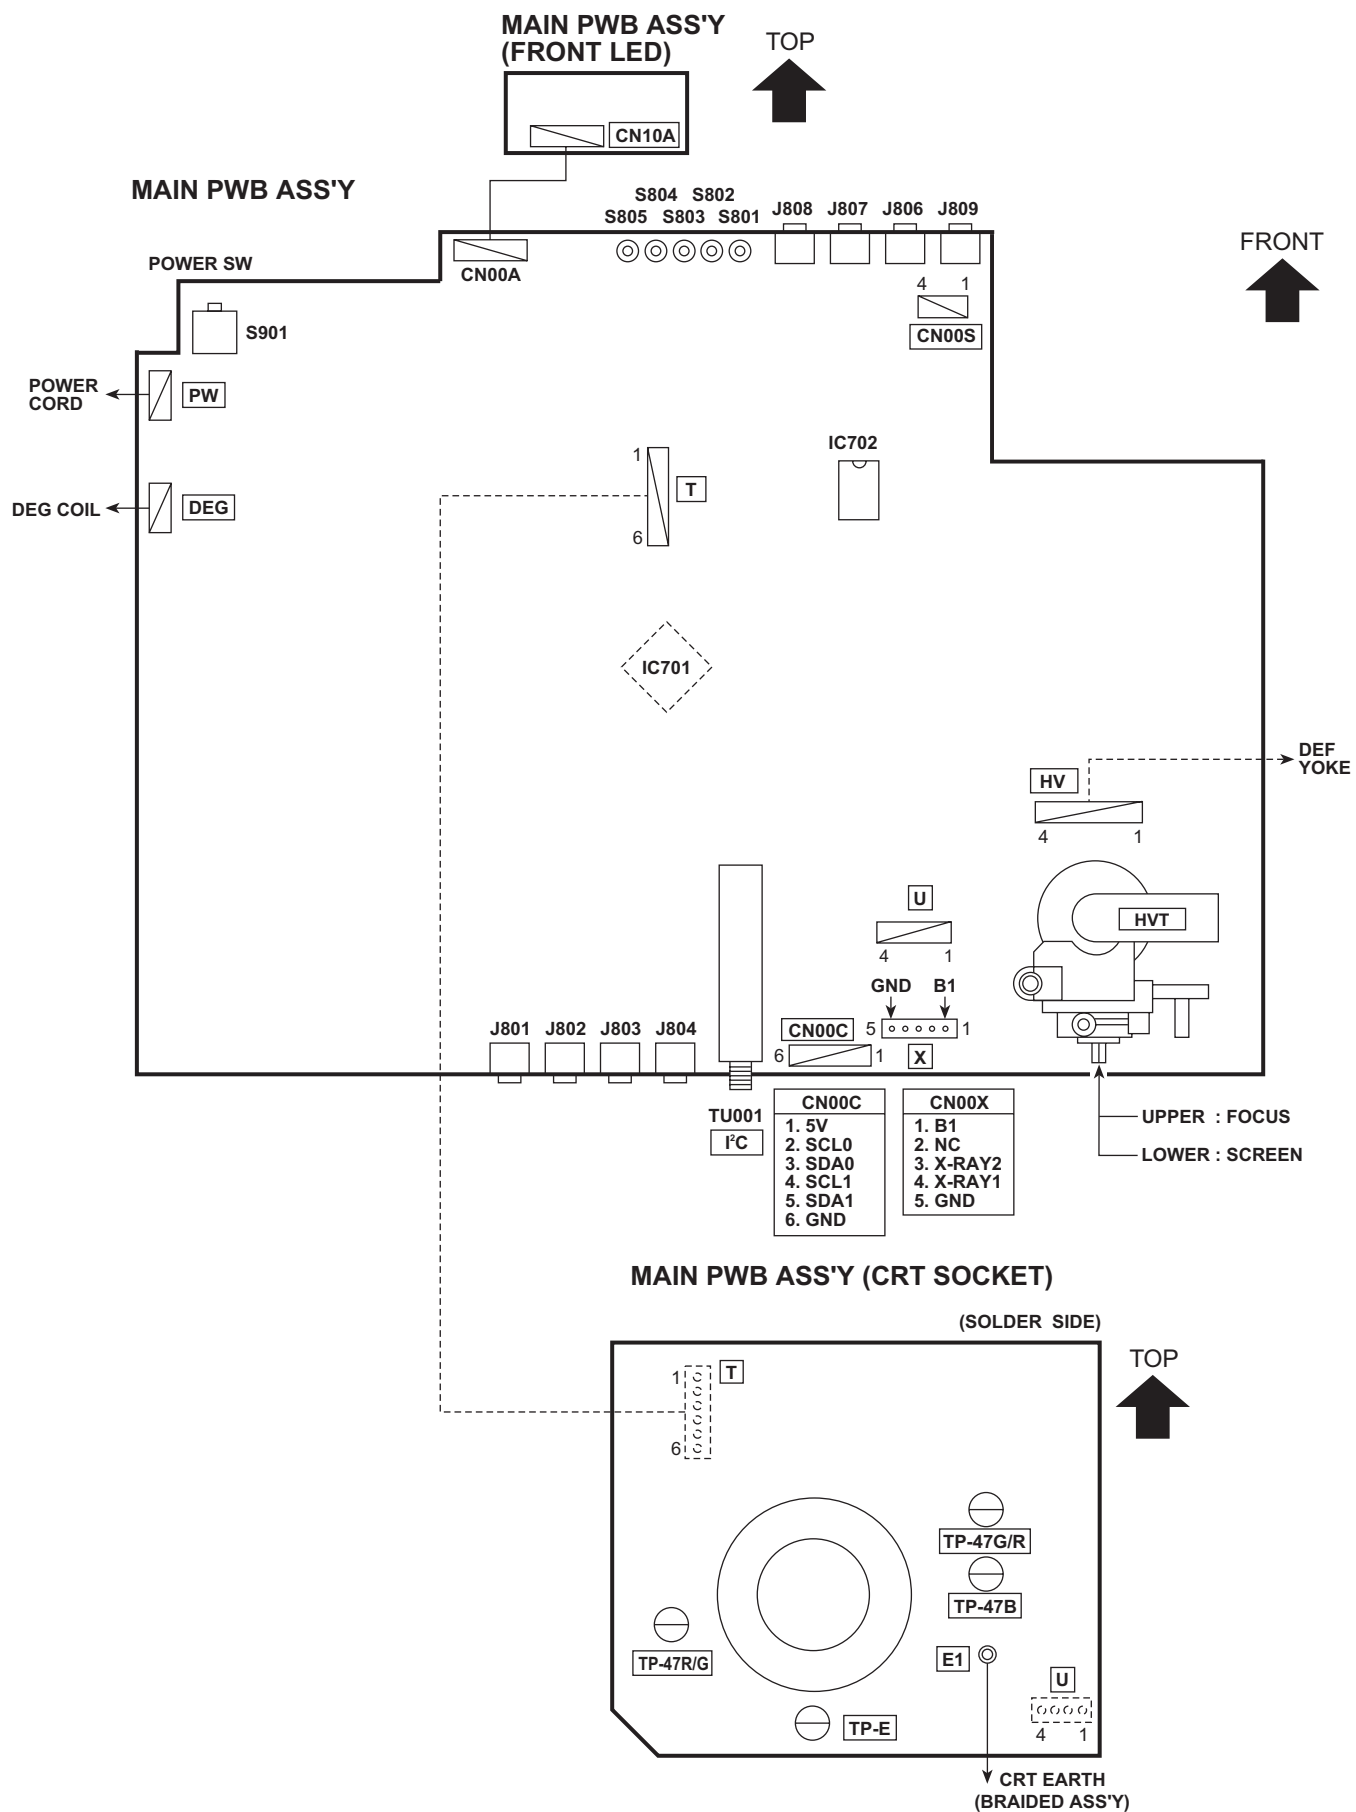 MAIN PWB ASS'Y
(FRONT LED)
TOP
CN10A
MAIN PWB ASS'Y
S804 S802
S805 S803 S801
J808 J807 J806 J809
FRONT
POWER SW
CN00A
4 1
CN00S
S901
POWER
CORD
PW
IC702
1
T
6
DEG COIL
DEG
IC701
DEF
YOKE
HV
4 1
U
4 1
HVT
GND B1
5 1
X
J801 J802 J803 J804
CN00C
6 1
TU001
I²C
CN00C
1. 5V
2. SCL0
3. SDA0
4. SCL1
5. SDA1
6. GND
CN00X
1. B1
2. NC
3. X-RAY2
4. X-RAY1
5. GND
UPPER : FOCUS
LOWER : SCREEN
MAIN PWB ASS'Y (CRT SOCKET)
(SOLDER SIDE)
TOP
1
T
6
TP-47G/R
TP-47B
TP-47R/G
E1
U
4 1
TP-E
CRT EARTH
(BRAIDED ASS'Y)